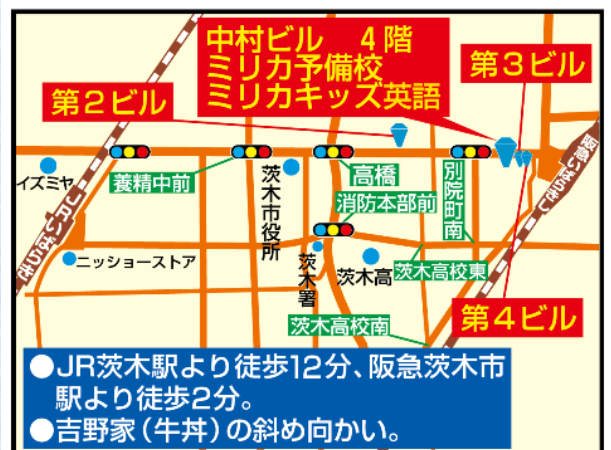 中村ビル 4階
ミリカ予備校
ミリカキッズ英語
第3ビル
第2ビル
阪急いばらきし
イズミヤ
養精中前
茨木市役所
高橋
別院町南
消防本部前
JRいばらき
ニッショーストア
茨木署
茨木高
茨木高校東
茨木高校南
第4ビル
●JR茨木駅より徒歩12分、阪急茨木市
駅より徒歩2分。
●吉野家(牛丼)の斜め向かい。